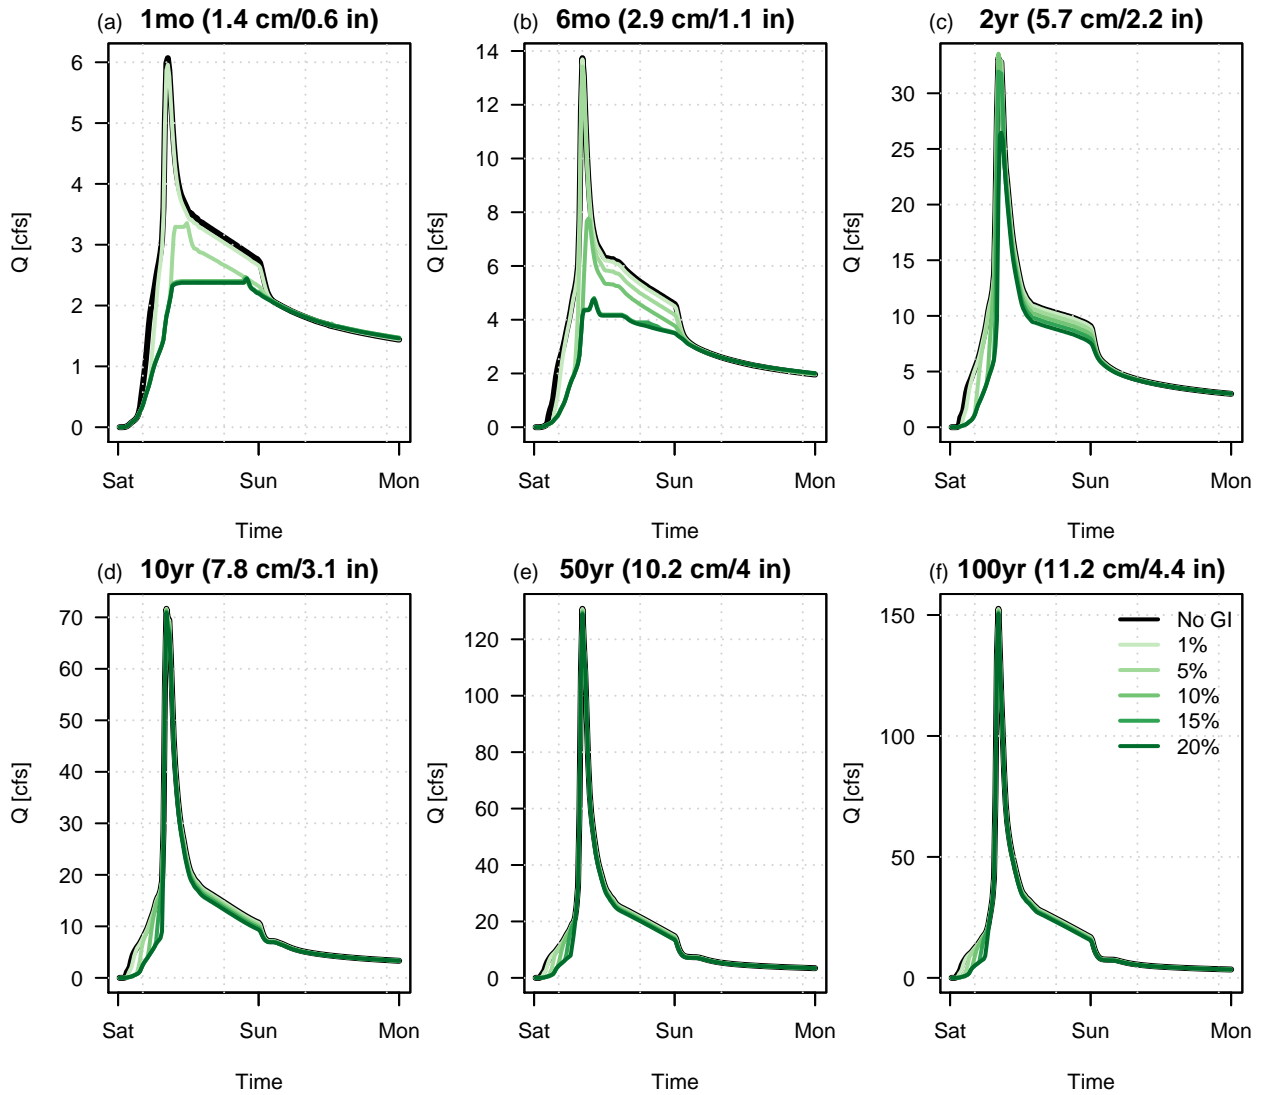 (a) 1mo (1.4 cm/0.6 in)
6
5
4
3
2
1
0
Q [cfs]
Sat Sun Mon
Time
(b) 6mo (2.9 cm/1.1 in)
14
12
10
8
6
4
2
0
Q [cfs]
Sat Sun Mon
Time
(c) 2yr (5.7 cm/2.2 in)
30
25
20
15
10
5
0
Q [cfs]
Sat Sun Mon
Time
(d) 10yr (7.8 cm/3.1 in)
70
60
50
40
30
20
10
0
Q [cfs]
Sat Sun Mon
Time
(e) 50yr (10.2 cm/4 in)
120
100
80
60
40
20
0
Q [cfs]
Sat Sun Mon
Time
(f) 100yr (11.2 cm/4.4 in)
150
100
50
0
Q [cfs]
No GI
1%
5%
10%
15%
20%
Sat Sun Mon
Time